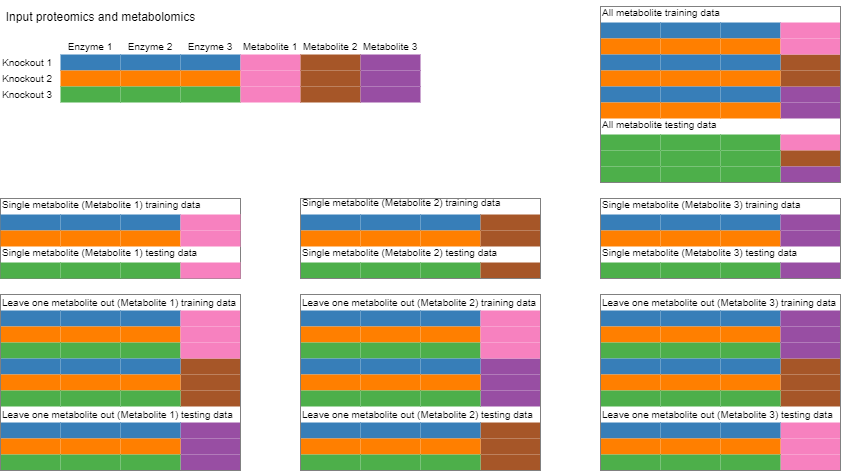 Input proteomics and metabolomics
Enzyme 1 Enzyme 2 Enzyme 3 Metabolite 1 Metabolite 2 Metabolite 3
Knockout 1
Knockout 2
Knockout 3
All metabolite training data
All metabolite testing data
Single metabolite (Metabolite 1) training data
Single metabolite (Metabolite 1) testing data
Single metabolite (Metabolite 2) training data
Single metabolite (Metabolite 2) testing data
Single metabolite (Metabolite 3) training data
Single metabolite (Metabolite 3) testing data
Leave one metabolite out (Metabolite 1) training data
Leave one metabolite out (Metabolite 1) testing data
Leave one metabolite out (Metabolite 2) training data
Leave one metabolite out (Metabolite 2) testing data
Leave one metabolite out (Metabolite 3) training data
Leave one metabolite out (Metabolite 3) testing data